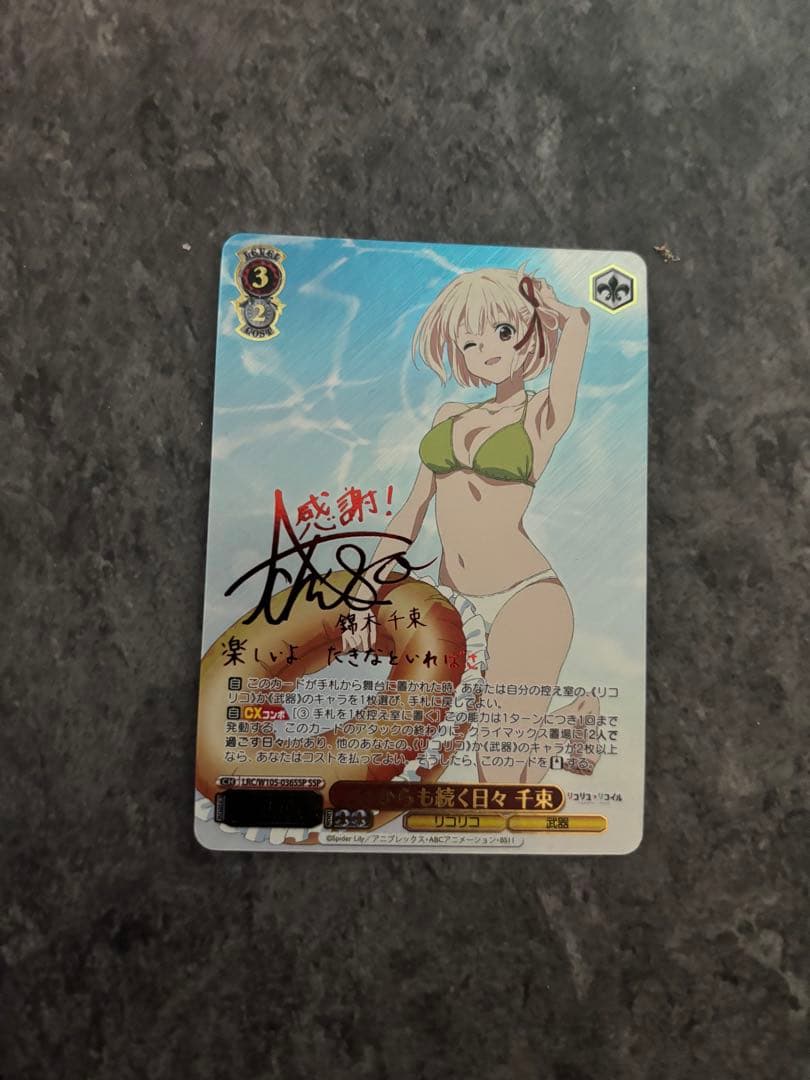 LEVEL
3
2
COST
感謝!
錦木 千束
楽しいよ たきなといればさ
自 このカードが手札から舞台に置かれた時、あなたは自分の控え室の、《リコ
リコ》か《武器》のキャラを1枚選び、手札に戻してよい。
自 CXコンボ [③ 手札を1枚控え室に置く] この能力は1ターンにつき1回まで
発動する。このカードのアタックの終わりに、クライマックス置場に「2人で
過ごす日々」があり、他のあなたの、《リコリコ》か《武器》のキャラが2枚以上
なら、あなたはコストを払ってよい。そうしたら、このカードを する。
LRC/W105-036SSP SSP
らも続く日々 千束 リコリス・リコイル
リコリコ 武器
©Spider Lily/アニプレックス・ABCアニメーション・BS11